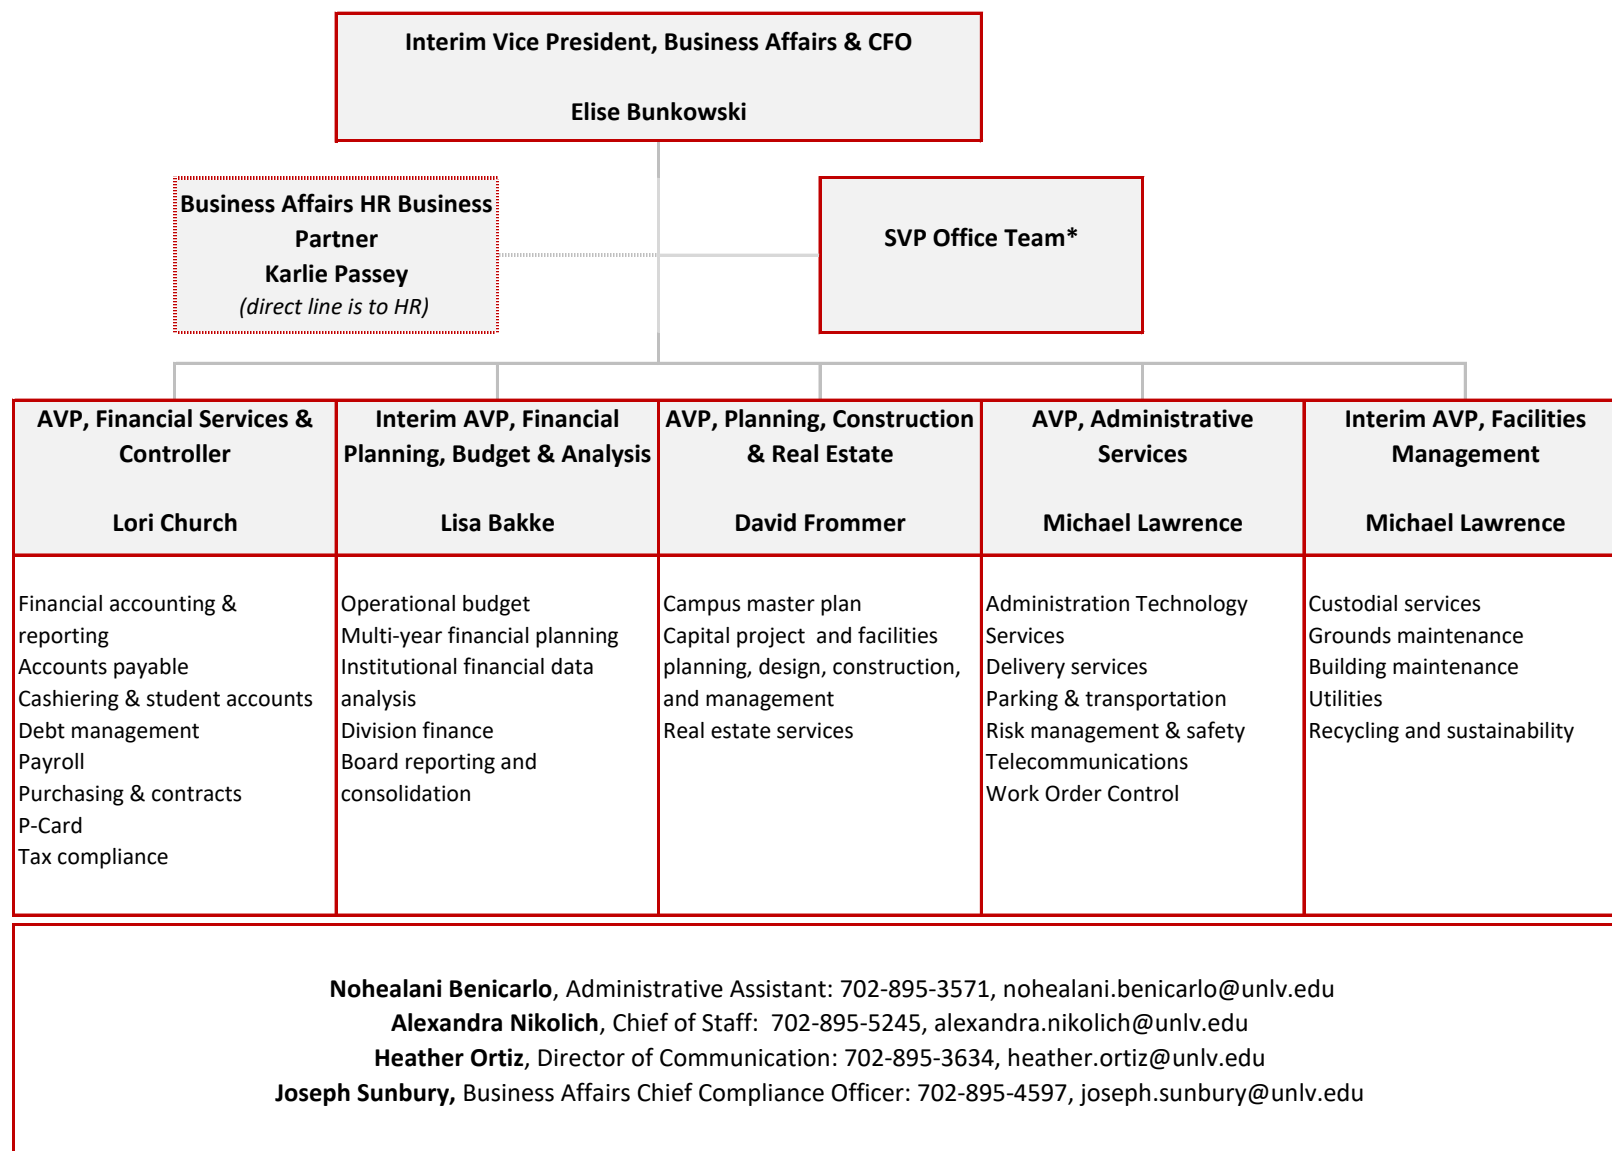 Interim Vice President, Business Affairs & CFO
Elise Bunkowski
Business Affairs HR Business
Partner
Karlie Passey
(direct line is to HR)
SVP Office Team*
AVP, Financial Services &
Controller
Lori Church
Interim AVP, Financial
Planning, Budget & Analysis
Lisa Bakke
AVP, Planning, Construction
& Real Estate
David Frommer
AVP, Administrative
Services
Michael Lawrence
Interim AVP, Facilities
Management
Michael Lawrence
Financial accounting &
reporting
Accounts payable
Cashiering & student accounts
Debt management
Payroll
Purchasing & contracts
P-Card
Tax compliance
Operational budget
Multi-year financial planning
Institutional financial data
analysis
Division finance
Board reporting and
consolidation
Campus master plan
Capital project  and facilities
planning, design, construction,
and management
Real estate services
Administration Technology
Services
Delivery services
Parking & transportation
Risk management & safety
Telecommunications
Work Order Control
Custodial services
Grounds maintenance
Building maintenance
Utilities
Recycling and sustainability
Nohealani Benicarlo, Administrative Assistant: 702-895-3571, nohealani.benicarlo@unlv.edu
Alexandra Nikolich, Chief of Staff:  702-895-5245, alexandra.nikolich@unlv.edu
Heather Ortiz, Director of Communication: 702-895-3634, heather.ortiz@unlv.edu
Joseph Sunbury, Business Affairs Chief Compliance Officer: 702-895-4597, joseph.sunbury@unlv.edu